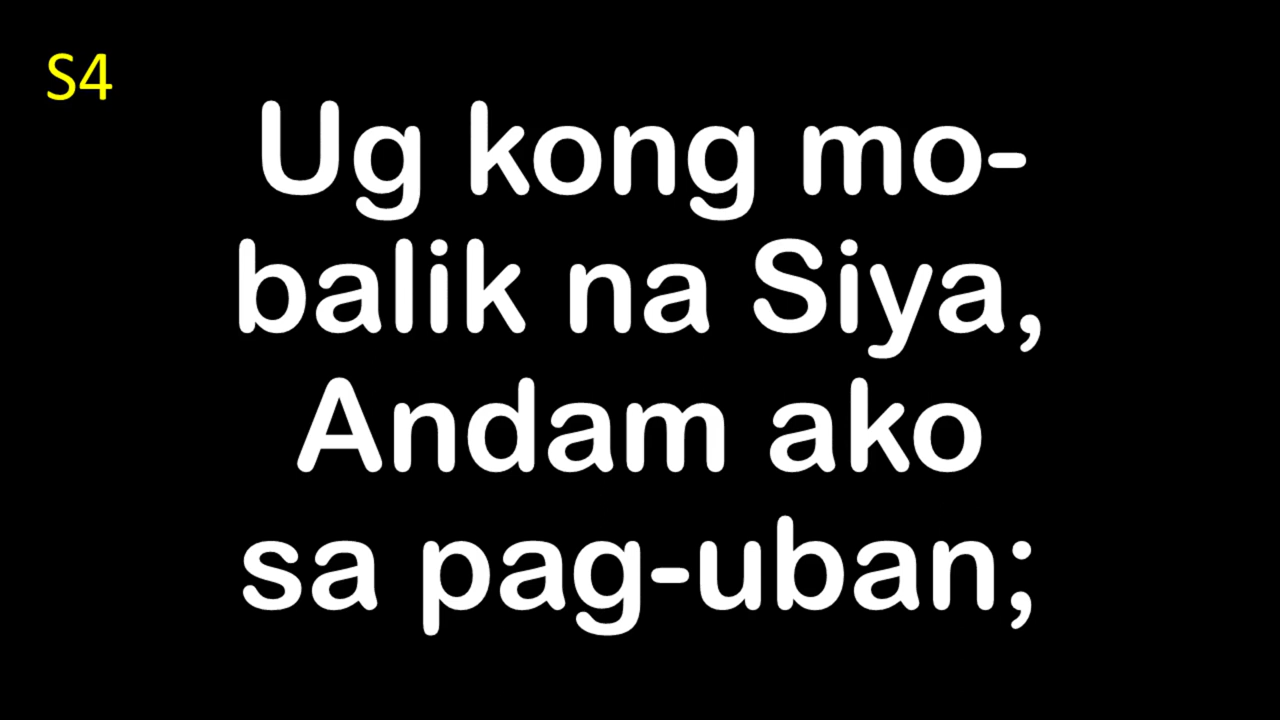 S4
Ug kong mo-
balik na Siya,
Andam ako
sa pag-uban;